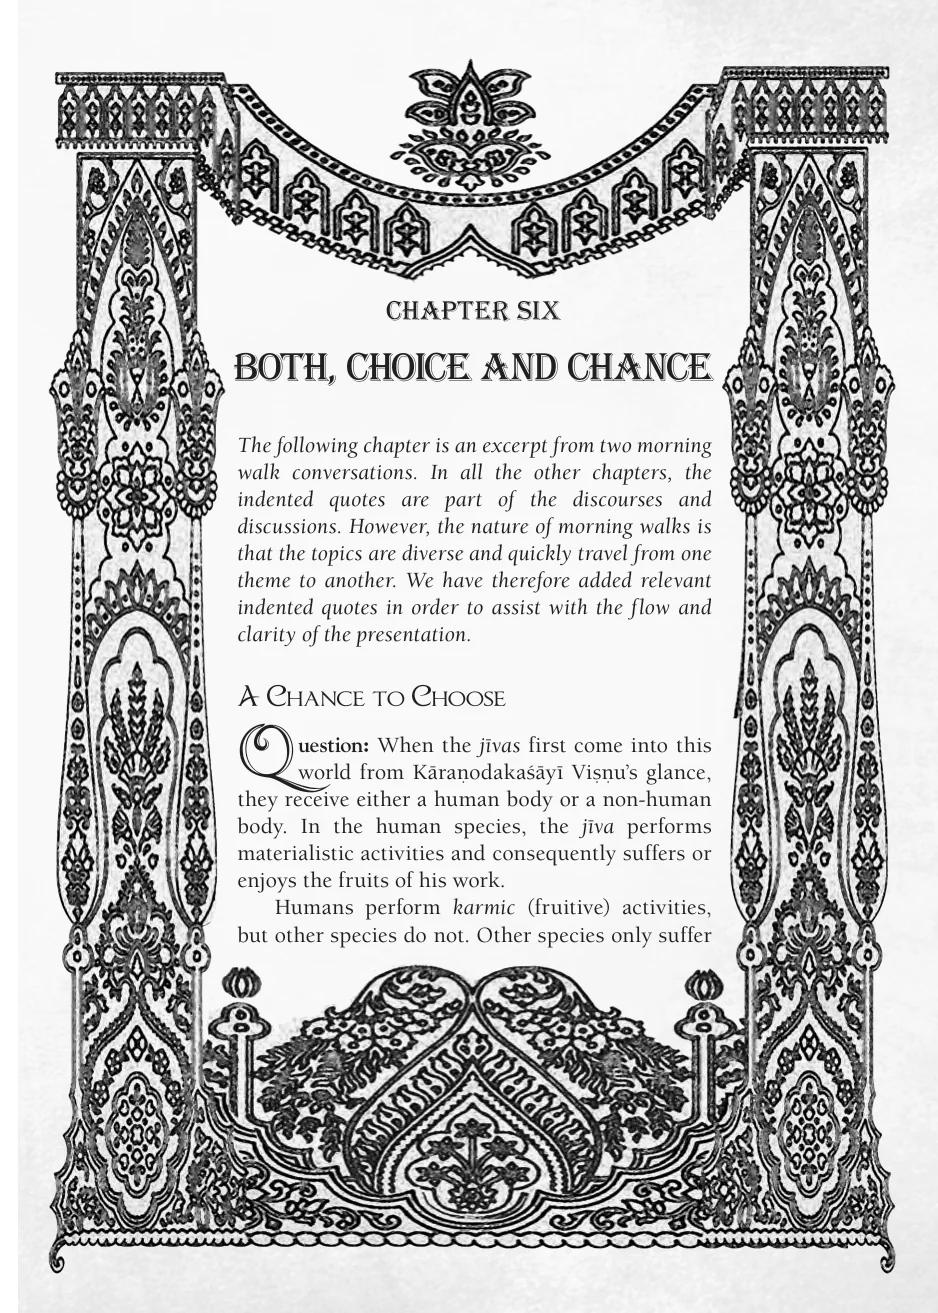 CHAPTER SIX
BOTH, CHOICE AND CHANCE
The following chapter is an excerpt from two morning
walk conversations. In all the other chapters, the
indented quotes are part of the discourses and
discussions. However, the nature of morning walks is
that the topics are diverse and quickly travel from one
theme to another. We have therefore added relevant
indented quotes in order to assist with the flow and
clarity of the presentation.
A Chance to Choose
Question: When the jīvas first come into this
world from Kāraṇodakaśāyī Viṣṇu’s glance,
they receive either a human body or a non-human
body. In the human species, the jīva performs
materialistic activities and consequently suffers or
enjoys the fruits of his work.
Humans perform karmic (fruitive) activities,
but other species do not. Other species only suffer